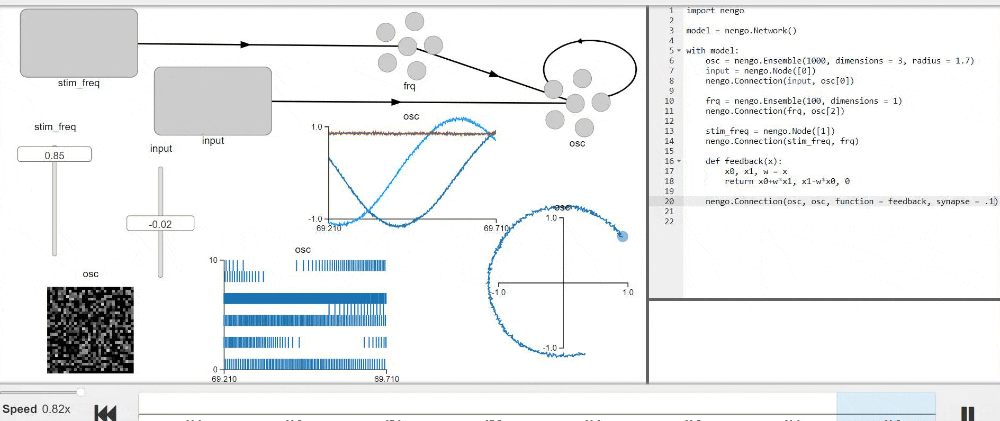 stim_freq
input
frq
osc
stim_freq
0.85
input
-0.02
osc
osc
1.0
-1.0
69.210
69.710
osc
10
0
69.210
69.710
osc
1.0
-1.0
1.0
-1.0
1 import nengo
2
3 model = nengo.Network()
4
5 with model:
6 osc = nengo.Ensemble(1000, dimensions = 3, radius = 1.7)
7 input = nengo.Node([0])
8 nengo.Connection(input, osc[0])
9
10 frq = nengo.Ensemble(100, dimensions = 1)
11 nengo.Connection(frq, osc[2])
12
13 stim_freq = nengo.Node([1])
14 nengo.Connection(stim_freq, frq)
15
16 def feedback(x):
17 x0, x1, w = x
18 return x0+w*x1, x1-w*x0, 0
19
20 nengo.Connection(osc, osc, function = feedback, synapse = .1)
21
22
Speed 0.82x